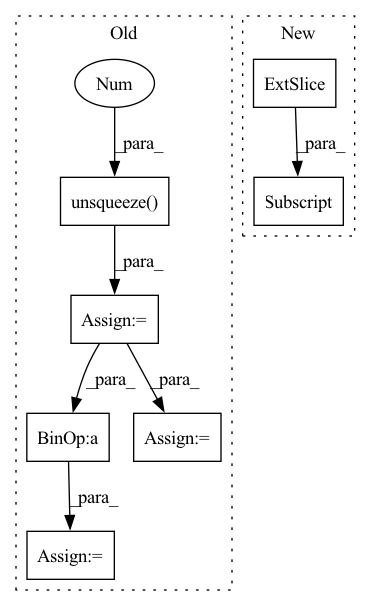 Old
New
Num
ExtSlice
_para_
_para_
unsqueeze()
Subscript
_para_
Assign:=
_para_
_para_
BinOp:a
Assign:=
_para_
Assign:=